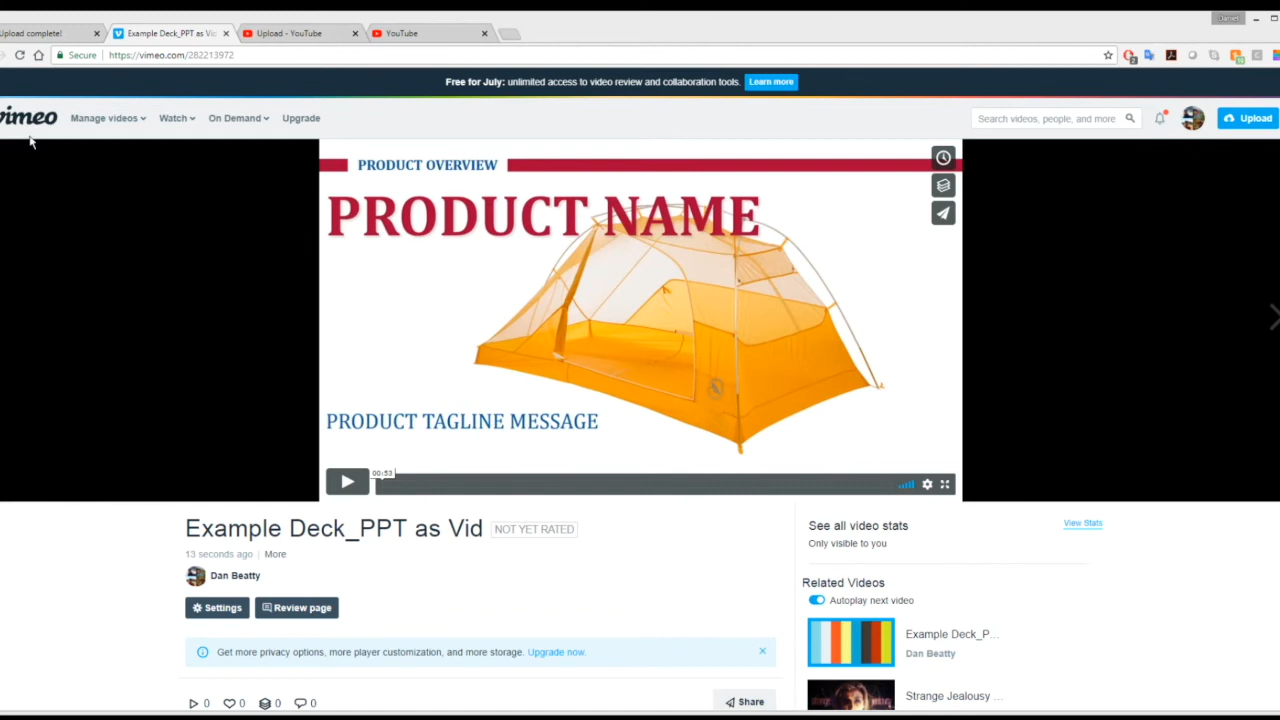 Daniel
Upload complete!
Example Deck_PPT as Vid
Upload - YouTube
YouTube
Secure
https://vimeo.com/282213972
Free for July: unlimited access to video review and collaboration tools. Learn more
vimeo
Manage videos
Watch
On Demand
Upgrade
Search videos, people, and more
Upload
PRODUCT OVERVIEW
PRODUCT NAME
PRODUCT TAGLINE MESSAGE
00:53
Example Deck_PPT as Vid NOT YET RATED
13 seconds ago | More
Dan Beatty
Settings
Review page
Get more privacy options, more player customization, and more storage. Upgrade now.
0 0 0 0
Share
See all video stats
View Stats
Only visible to you
Related Videos
Autoplay next video
Example Deck_P...
Dan Beatty
Strange Jealousy ...